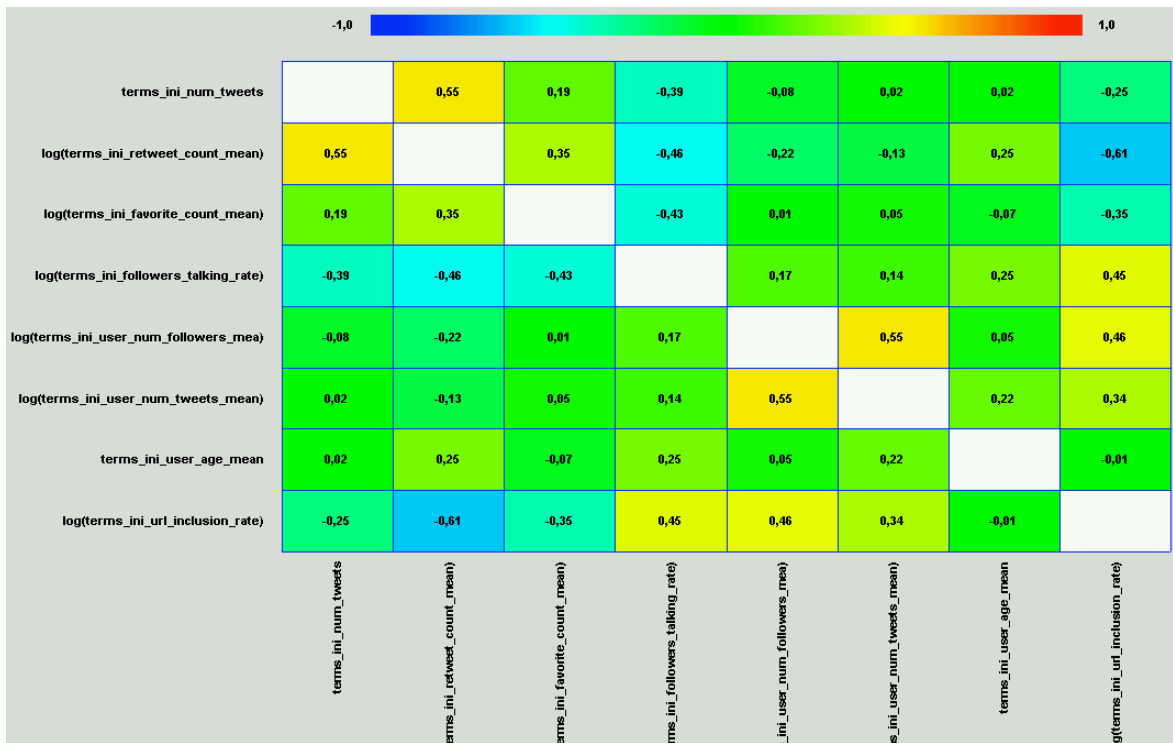 -1,0 1,0
terms_ini_num_tweets 0,55 0,19 -0,39 -0,08 0,02 0,02 -0,25
log(terms_ini_retweet_count_mean) 0,55 0,35 -0,46 -0,22 -0,13 0,25 -0,61
log(terms_ini_favorite_count_mean) 0,19 0,35 -0,43 0,01 0,05 -0,07 -0,35
log(terms_ini_followers_talking_rate) -0,39 -0,46 -0,43 0,17 0,14 0,25 0,45
log(terms_ini_user_num_followers_mea) -0,08 -0,22 0,01 0,17 0,55 0,05 0,46
log(terms_ini_user_num_tweets_mean) 0,02 -0,13 0,05 0,14 0,55 0,22 0,34
terms_ini_user_age_mean 0,02 0,25 -0,07 0,25 0,05 0,22 -0,01
log(terms_ini_url_inclusion_rate) -0,25 -0,61 -0,35 0,45 0,46 0,34 -0,01
terms_ini_num_tweets
erms_ini_retweet_count_mean)
erms_ini_favorite_count_mean)
ms_ini_followers_talking_rate)
_ini_user_num_followers_mea)
ms_ini_user_num_tweets_mean)
terms_ini_user_age_mean
g(terms_ini_url_inclusion_rate)